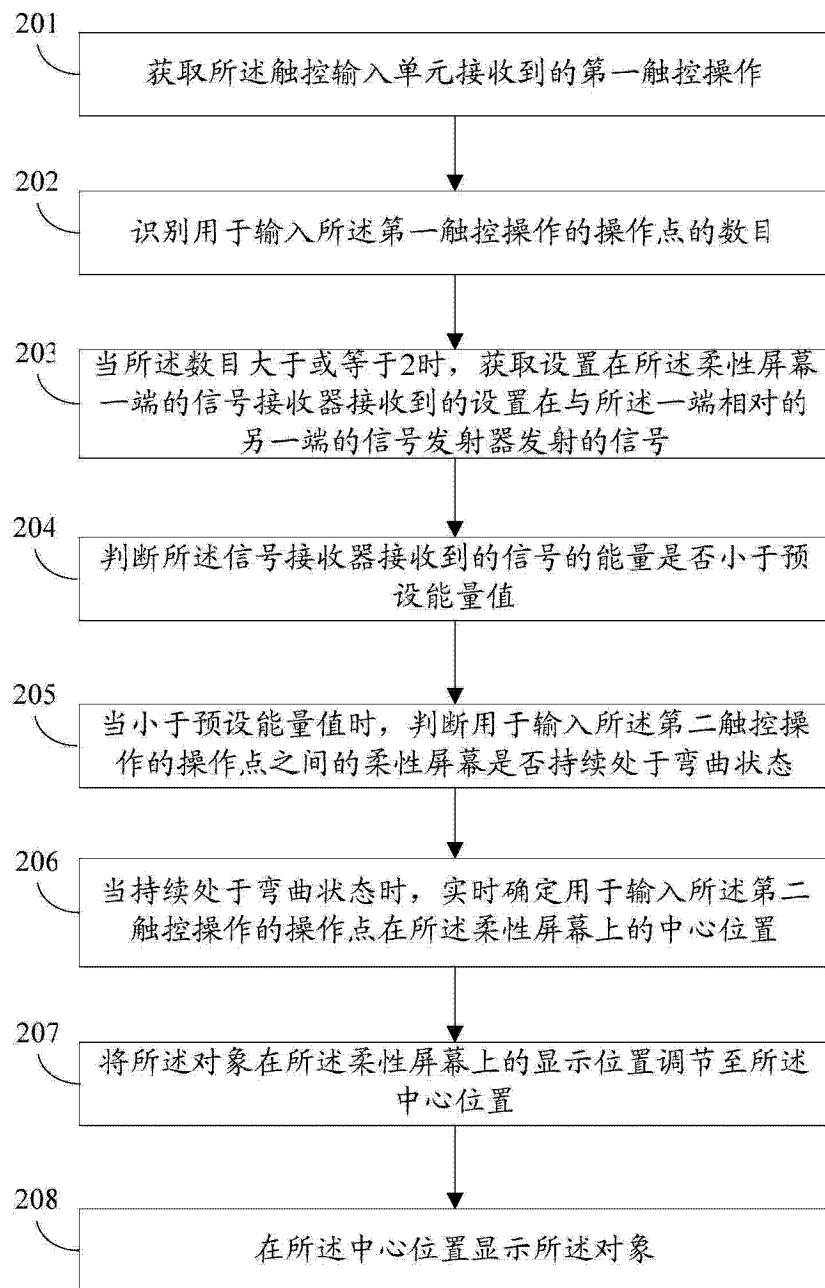 201
获取所述触控输入单元接收到的第一触控操作
202
识别用于输入所述第一触控操作的操作点的数目
203
当所述数目大于或等于2时，获取设置在所述柔性屏幕
一端的信号接收器接收到的设置在与所述一端相对的
另一端的信号发射器发射的信号
204
判断所述信号接收器接收到的信号的能量是否小于预
设能量值
205
当小于预设能量值时，判断用于输入所述第二触控操
作的操作点之间的柔性屏幕是否持续处于弯曲状态
206
当持续处于弯曲状态时，实时确定用于输入所述第二
触控操作的操作点在所述柔性屏幕上的中心位置
207
将所述对象在所述柔性屏幕上的显示位置调节至所述
中心位置
208
在所述中心位置显示所述对象